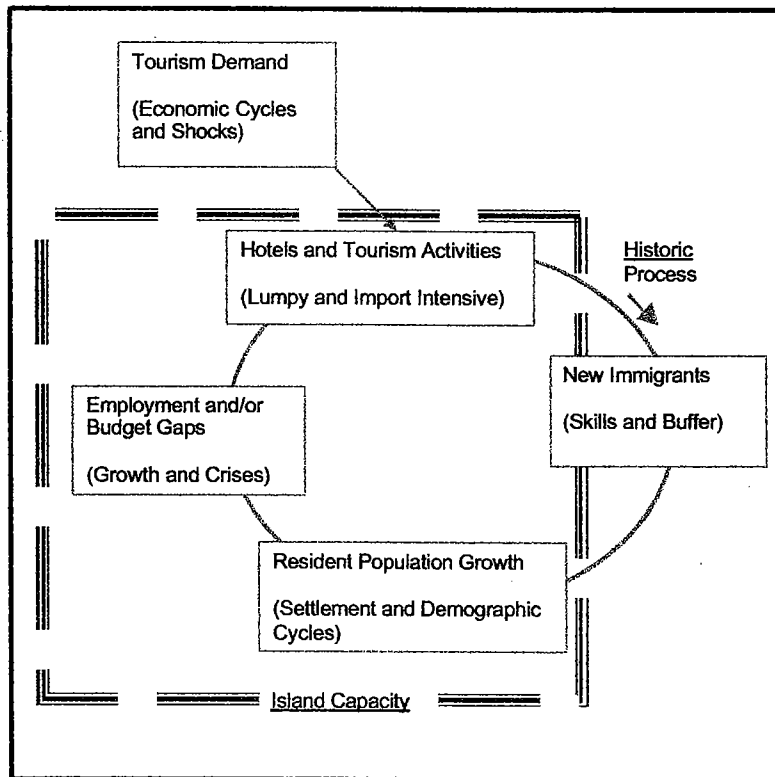 Tourism Demand
(Economic Cycles
and Shocks)
Hotels and Tourism Activities
(Lumpy and Import Intensive)
Historic
Process
New Immigrants
(Skills and Buffer)
Employment and/or
Budget Gaps
(Growth and Crises)
Resident Population Growth
(Settlement and Demographic
Cycles)
Island Capacity